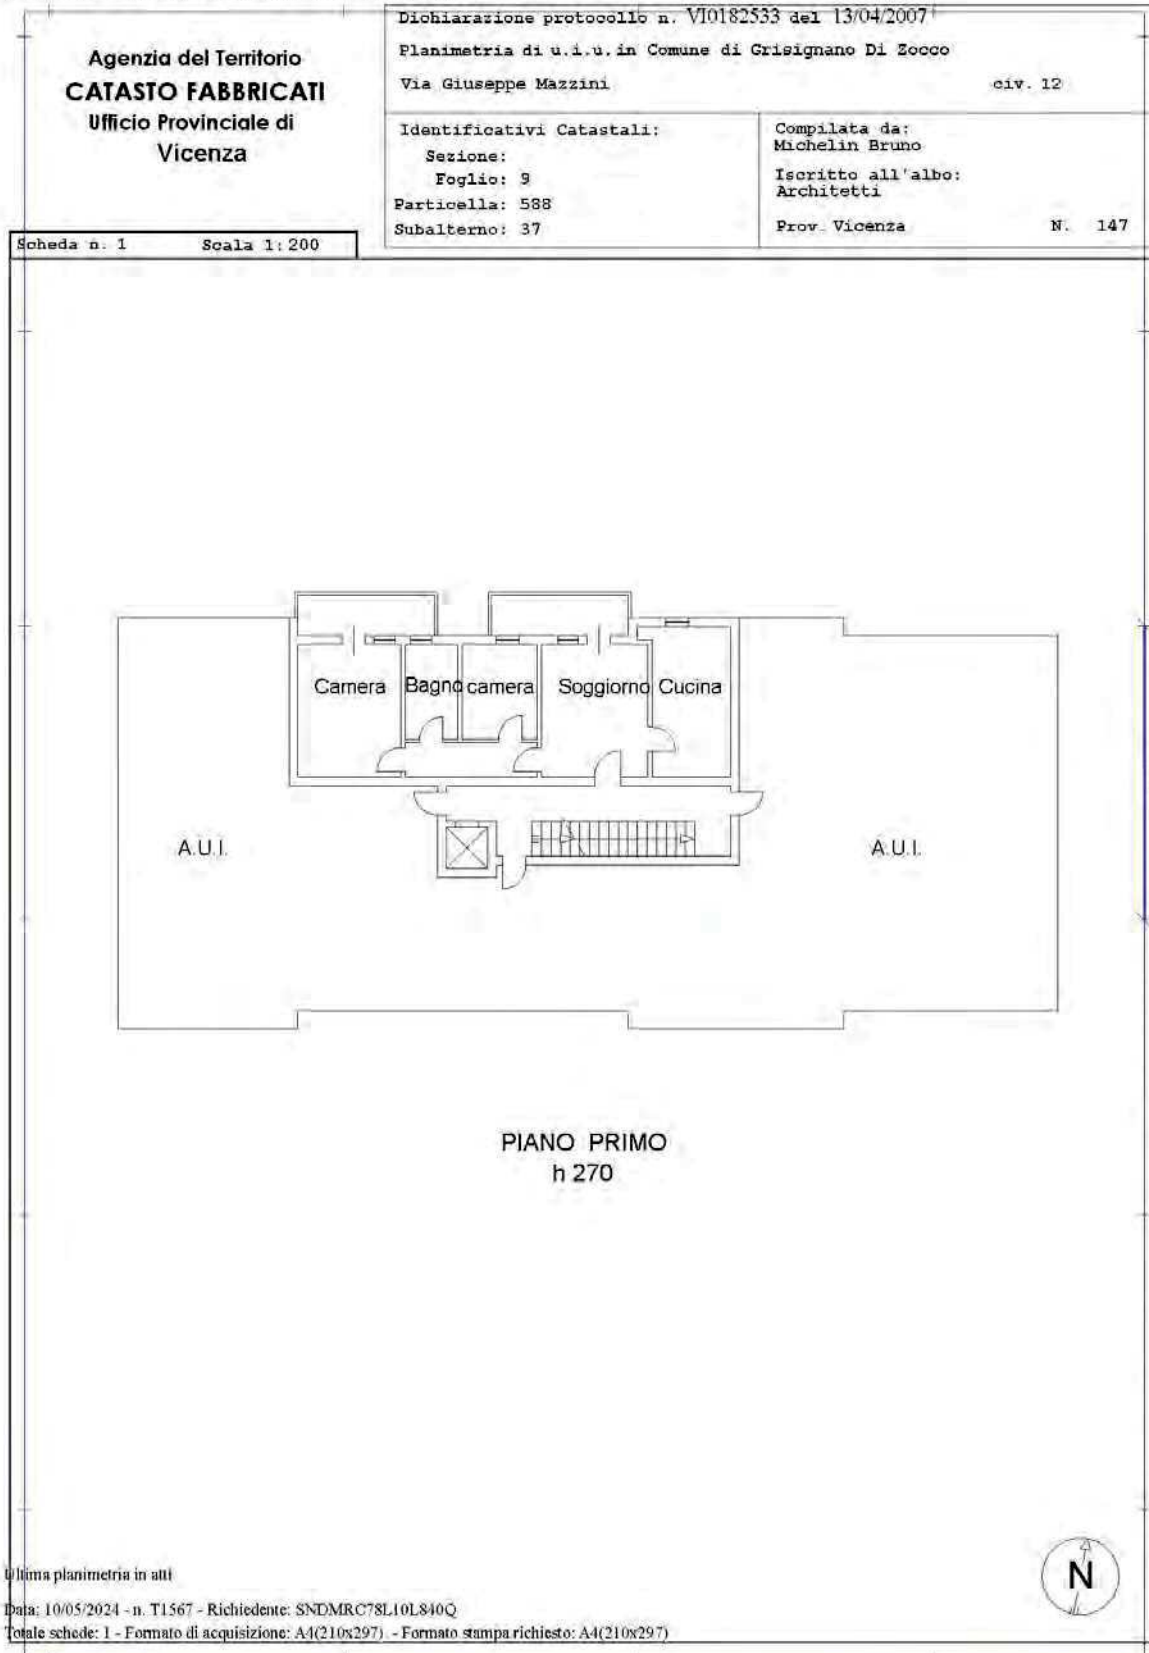 Agenzia del Territorio
CATASTO FABBRICATI
Ufficio Provinciale di
Vicenza
Dichiarazione protocollo n. VI0182533 del 13/04/2007
Planimetria di u.i.u. in Comune di Grisignano Di Zocco
Via Giuseppe Mazzini civ. 12
Identificativi Catastali:
Sezione:
Foglio: 9
Particella: 588
Subalterno: 37
Compilata da:
Michelin Bruno
Iscritto all'albo:
Architetti
Prov. Vicenza N. 147
Scheda n. 1 Scala 1:200
Camera Bagno camera Soggiorno Cucina
A.U.I. A.U.I.
PIANO PRIMO
h 270
N
Ultima planimetria in atti
Data: 10/05/2024 - n. T1567 - Richiedente: SNDMRC78L10L840Q
Totale schede: 1 - Formato di acquisizione: A4(210x297) - Formato stampa richiesto: A4(210x297)